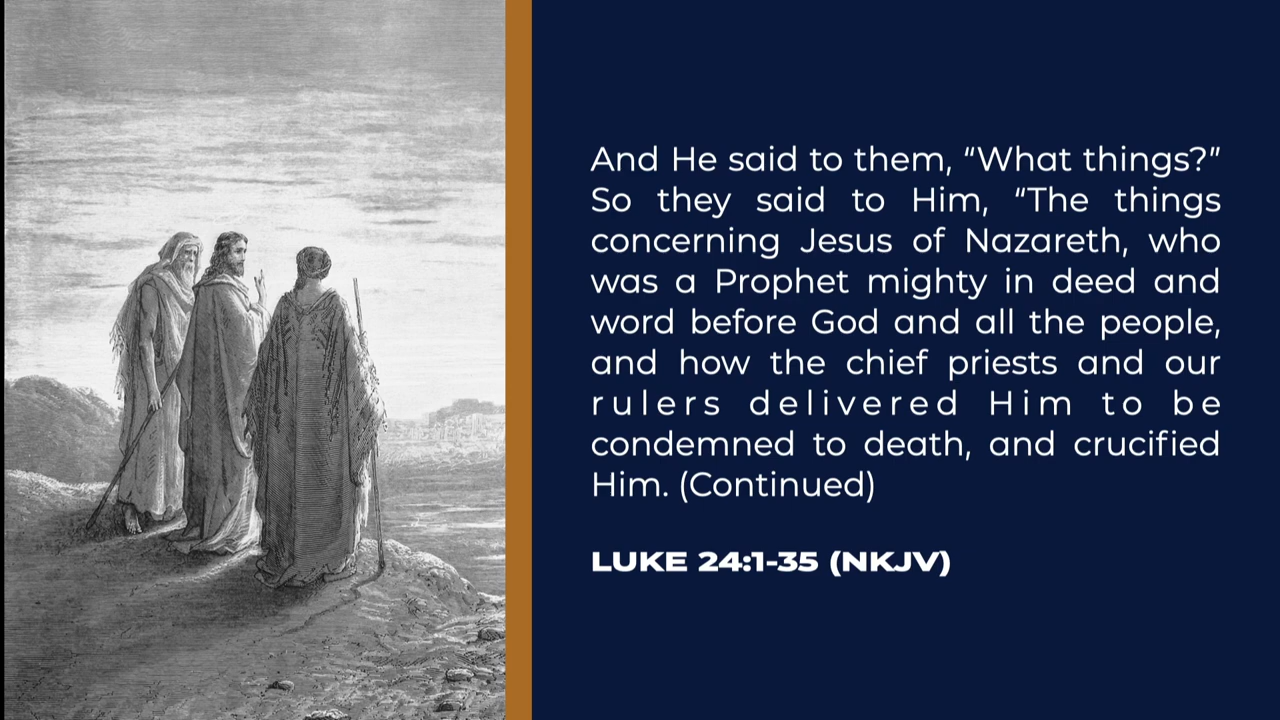 And He said to them, “What things?”
So they said to Him, “The things
concerning Jesus of Nazareth, who
was a Prophet mighty in deed and
word before God and all the people,
and how the chief priests and our
rulers delivered Him to be
condemned to death, and crucified
Him. (Continued)
LUKE 24:1-35 (NKJV)